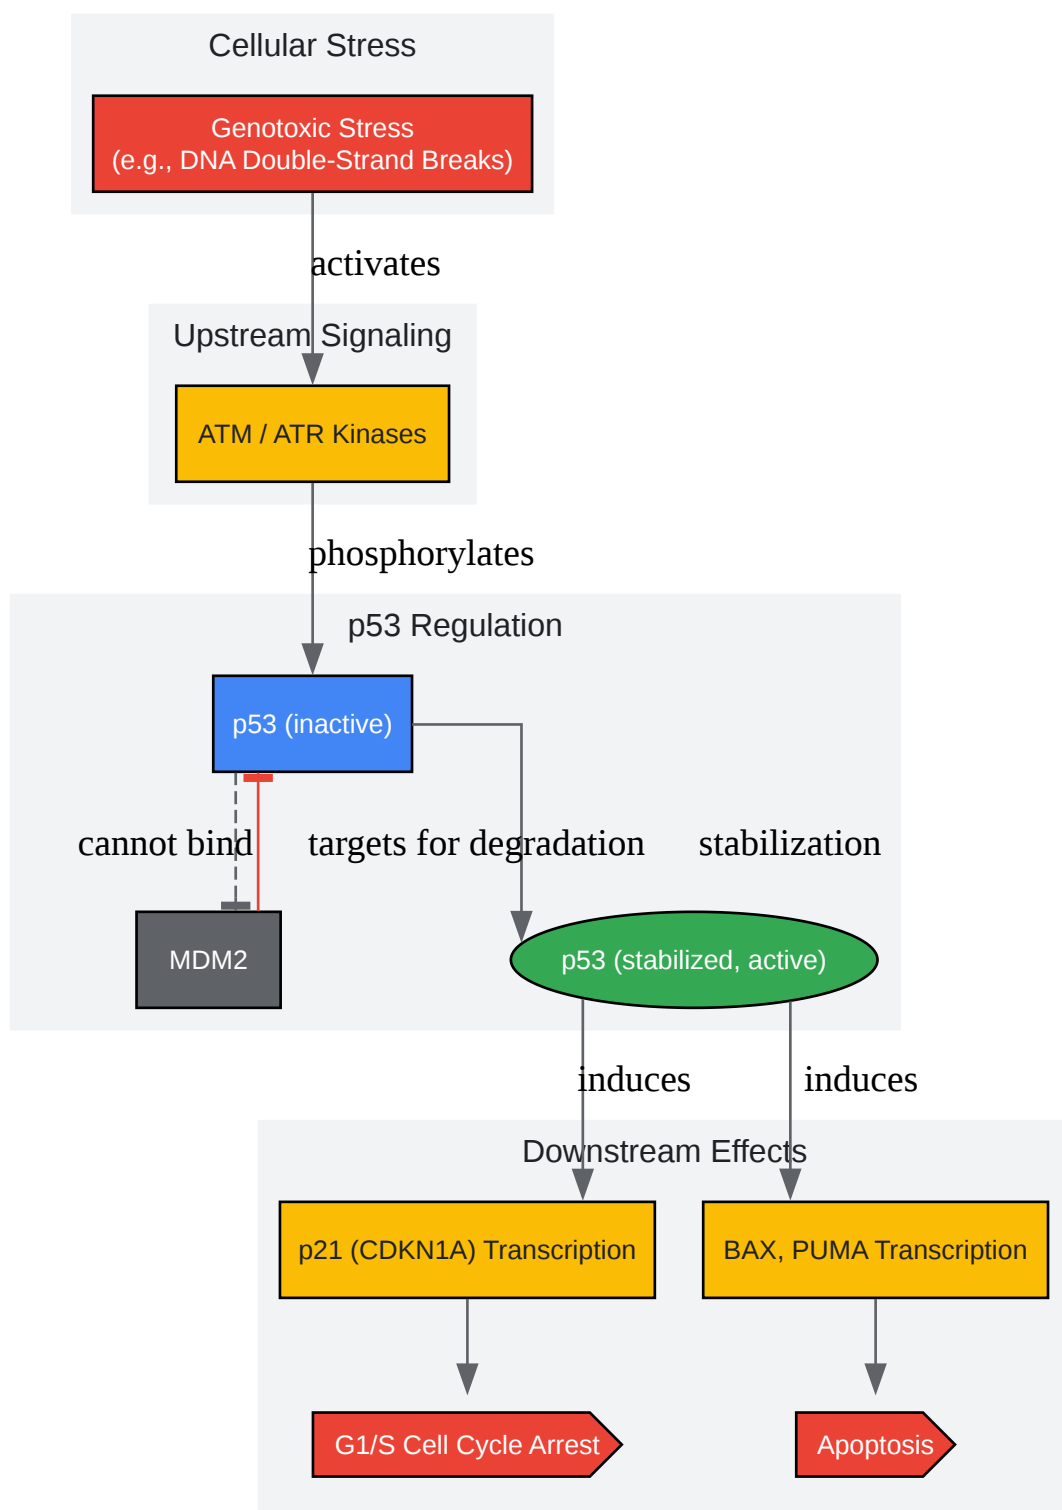 Cellular Stress
Genotoxic Stress
(e.g., DNA Double-Strand Breaks)
activates
Upstream Signaling
ATM / ATR Kinases
phosphorylates
p53 Regulation
p53 (inactive)
cannot bind
targets for degradation
stabilization
MDM2
p53 (stabilized, active)
induces
induces
Downstream Effects
p21 (CDKN1A) Transcription
BAX, PUMA Transcription
G1/S Cell Cycle Arrest
Apoptosis